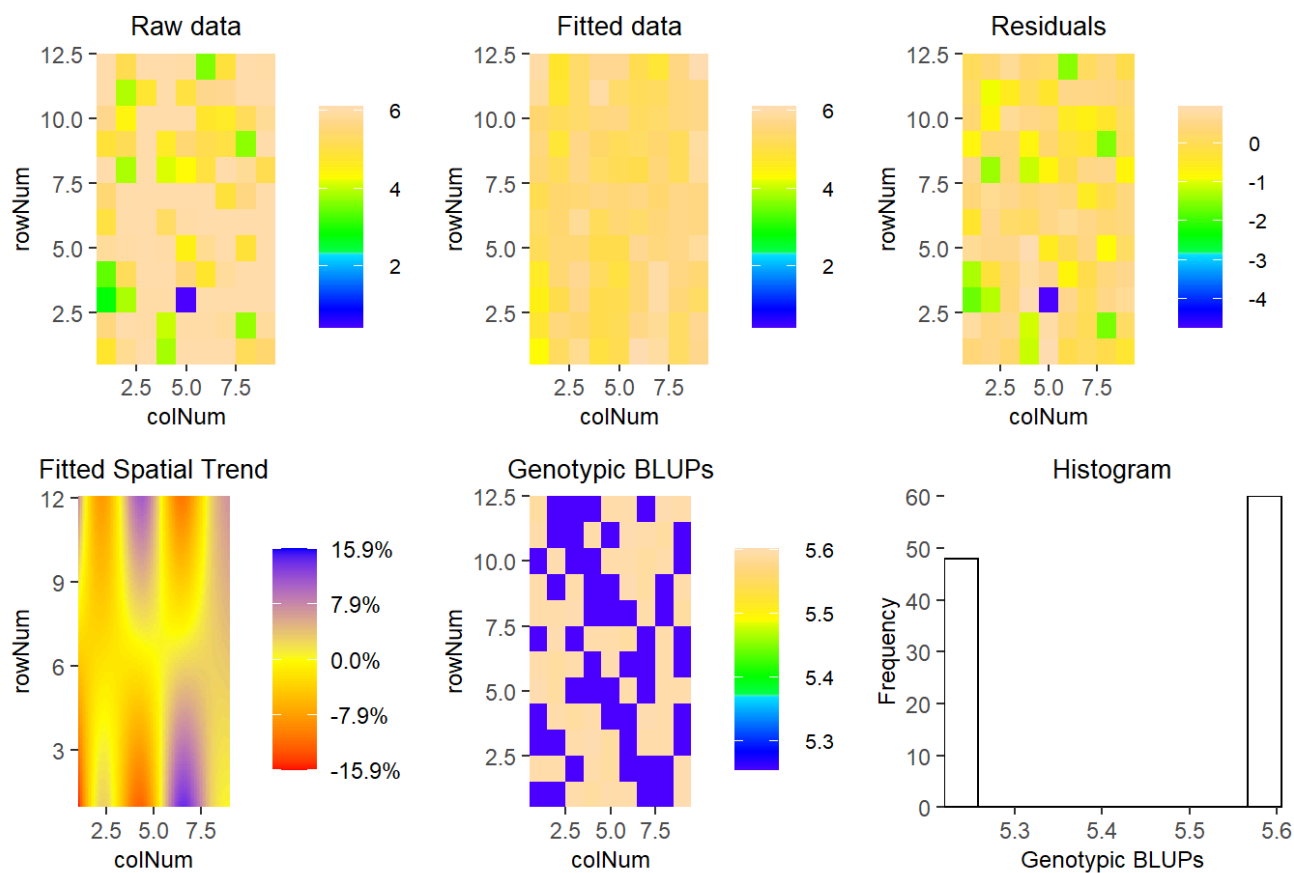 Raw data
12.5
10.0
7.5
5.0
2.5
rowNum
2.5 5.0 7.5
colNum
6
4
2
Fitted data
12.5
10.0
7.5
5.0
2.5
rowNum
2.5 5.0 7.5
colNum
6
4
2
Residuals
12.5
10.0
7.5
5.0
2.5
rowNum
2.5 5.0 7.5
colNum
0
-1
-2
-3
-4
Fitted Spatial Trend
12
9
6
3
rowNum
2.5 5.0 7.5
colNum
15.9%
7.9%
0.0%
-7.9%
-15.9%
Genotypic BLUPs
12.5
10.0
7.5
5.0
2.5
rowNum
2.5 5.0 7.5
colNum
5.6
5.5
5.4
5.3
Histogram
60
50
40
30
20
10
0
Frequency
5.3 5.4 5.5 5.6
Genotypic BLUPs